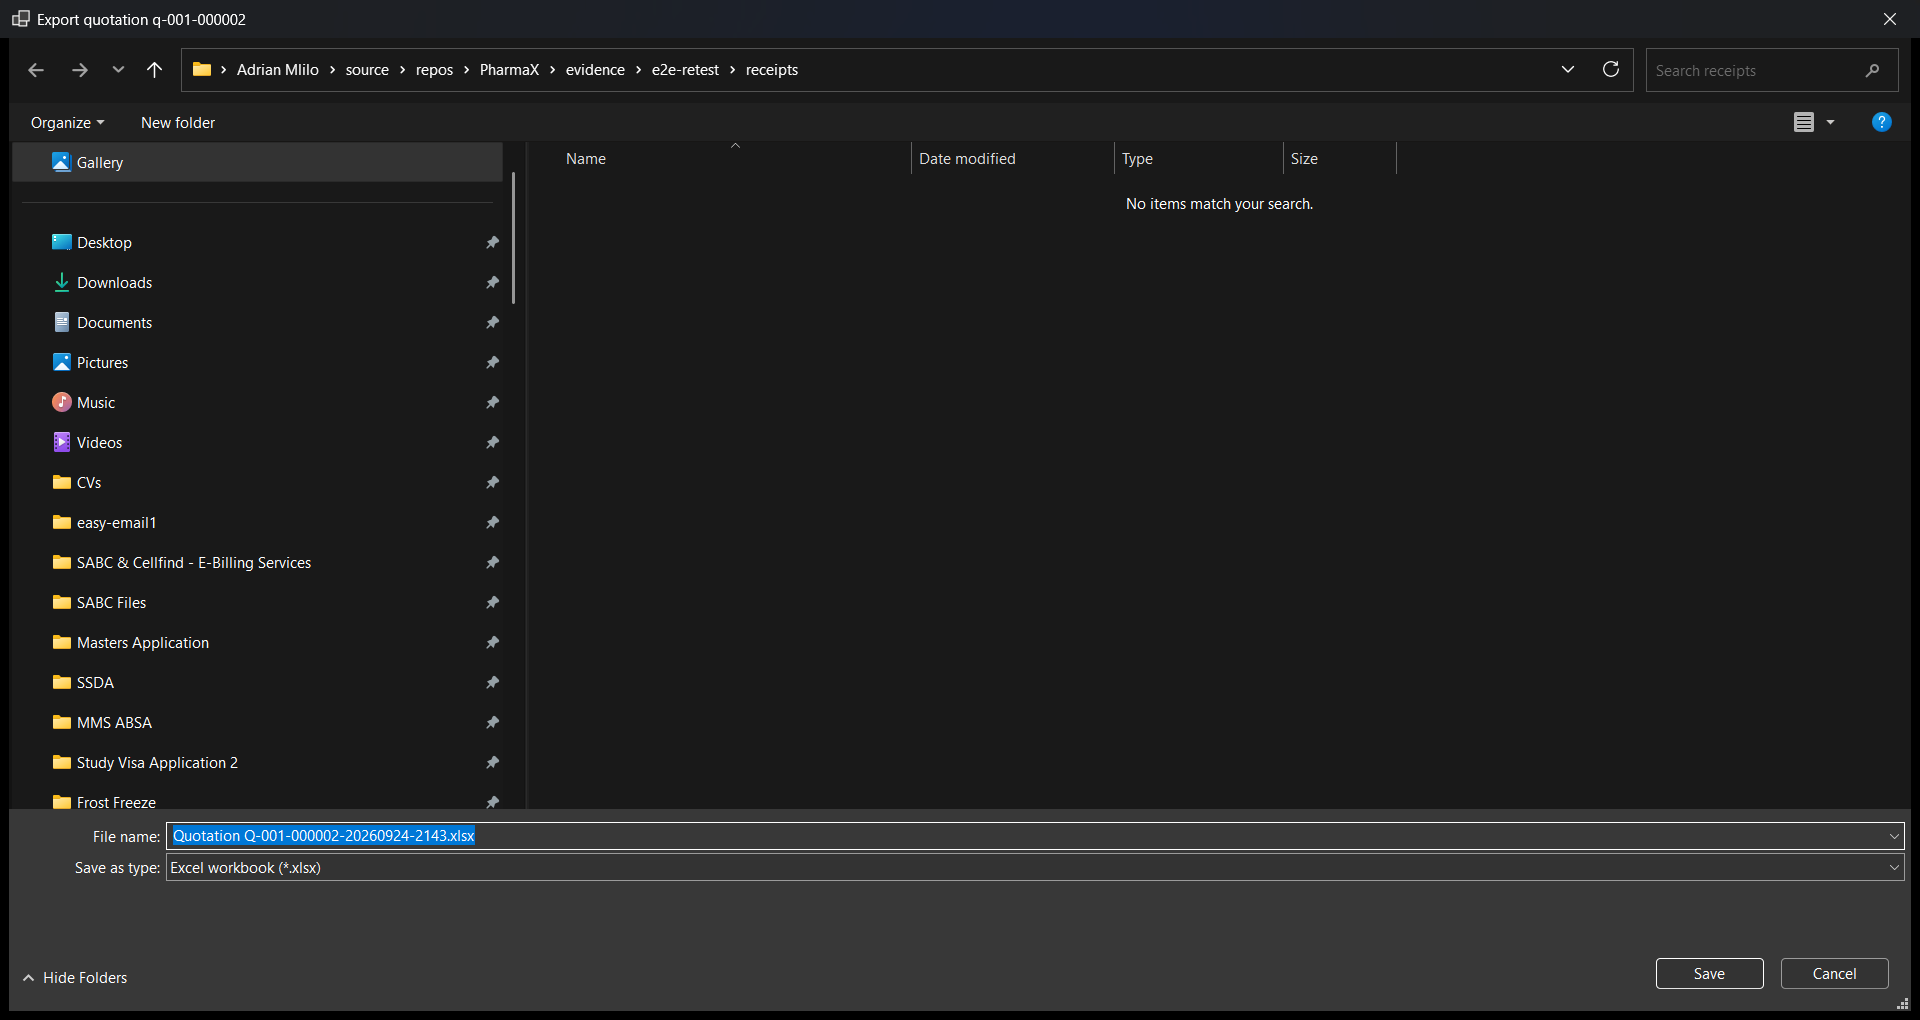 Export quotation q-001-000002
Adrian Mlilo > source > repos > PharmaX > evidence > e2e-retest > receipts
Search receipts
Organize
New folder
Gallery
Name
Date modified
Type
Size
No items match your search.
Desktop
Downloads
Documents
Pictures
Music
Videos
CVs
easy-email1
SABC & Cellfind - E-Billing Services
SABC Files
Masters Application
SSDA
MMS ABSA
Study Visa Application 2
Frost Freeze
File name: Quotation Q-001-000002-20260924-2143.xlsx
Save as type: Excel workbook (*.xlsx)
Hide Folders
Save
Cancel